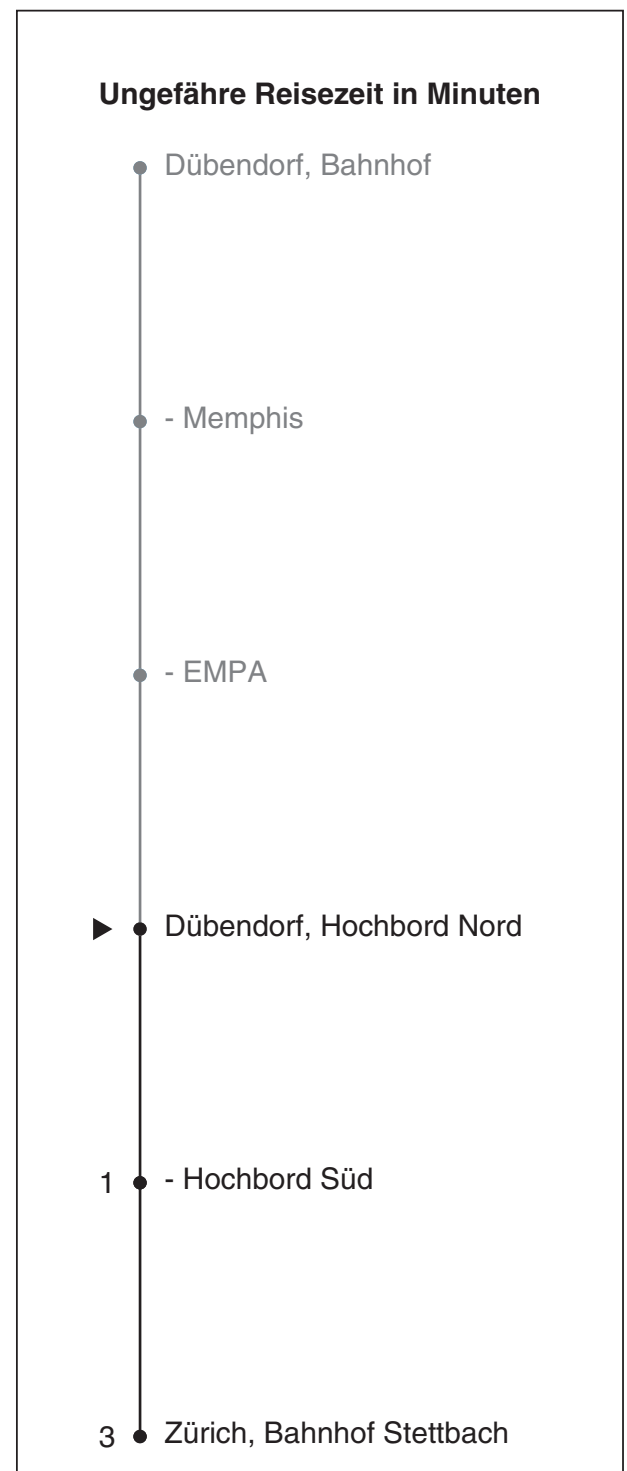 Ungefähre Reisezeit in Minuten
Dübendorf, Bahnhof
- Memphis
- EMPA
Dübendorf, Hochbord Nord
1 - Hochbord Süd
3 Zürich, Bahnhof Stettbach